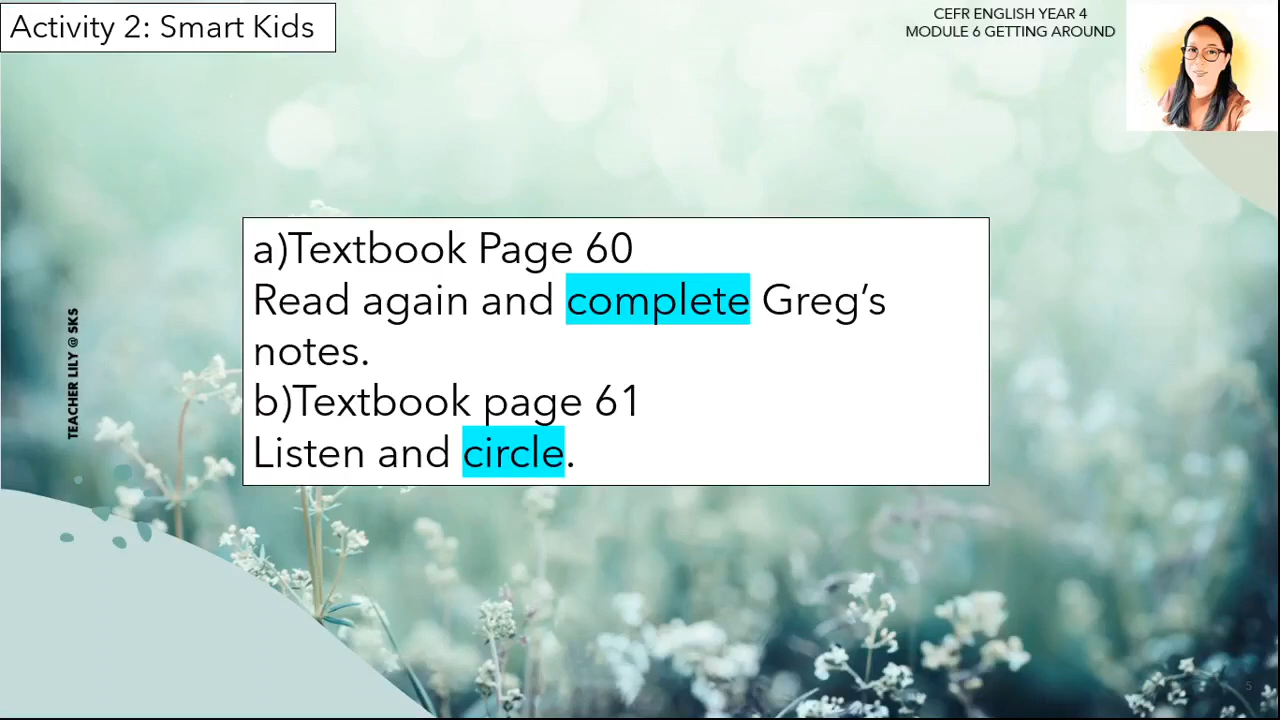 Activity 2: Smart Kids
CEFR ENGLISH YEAR 4
MODULE 6 GETTING AROUND
a)Textbook Page 60
Read again and complete Greg’s
notes.
b)Textbook page 61
Listen and circle.
TEACHER LILY @ SKS
5